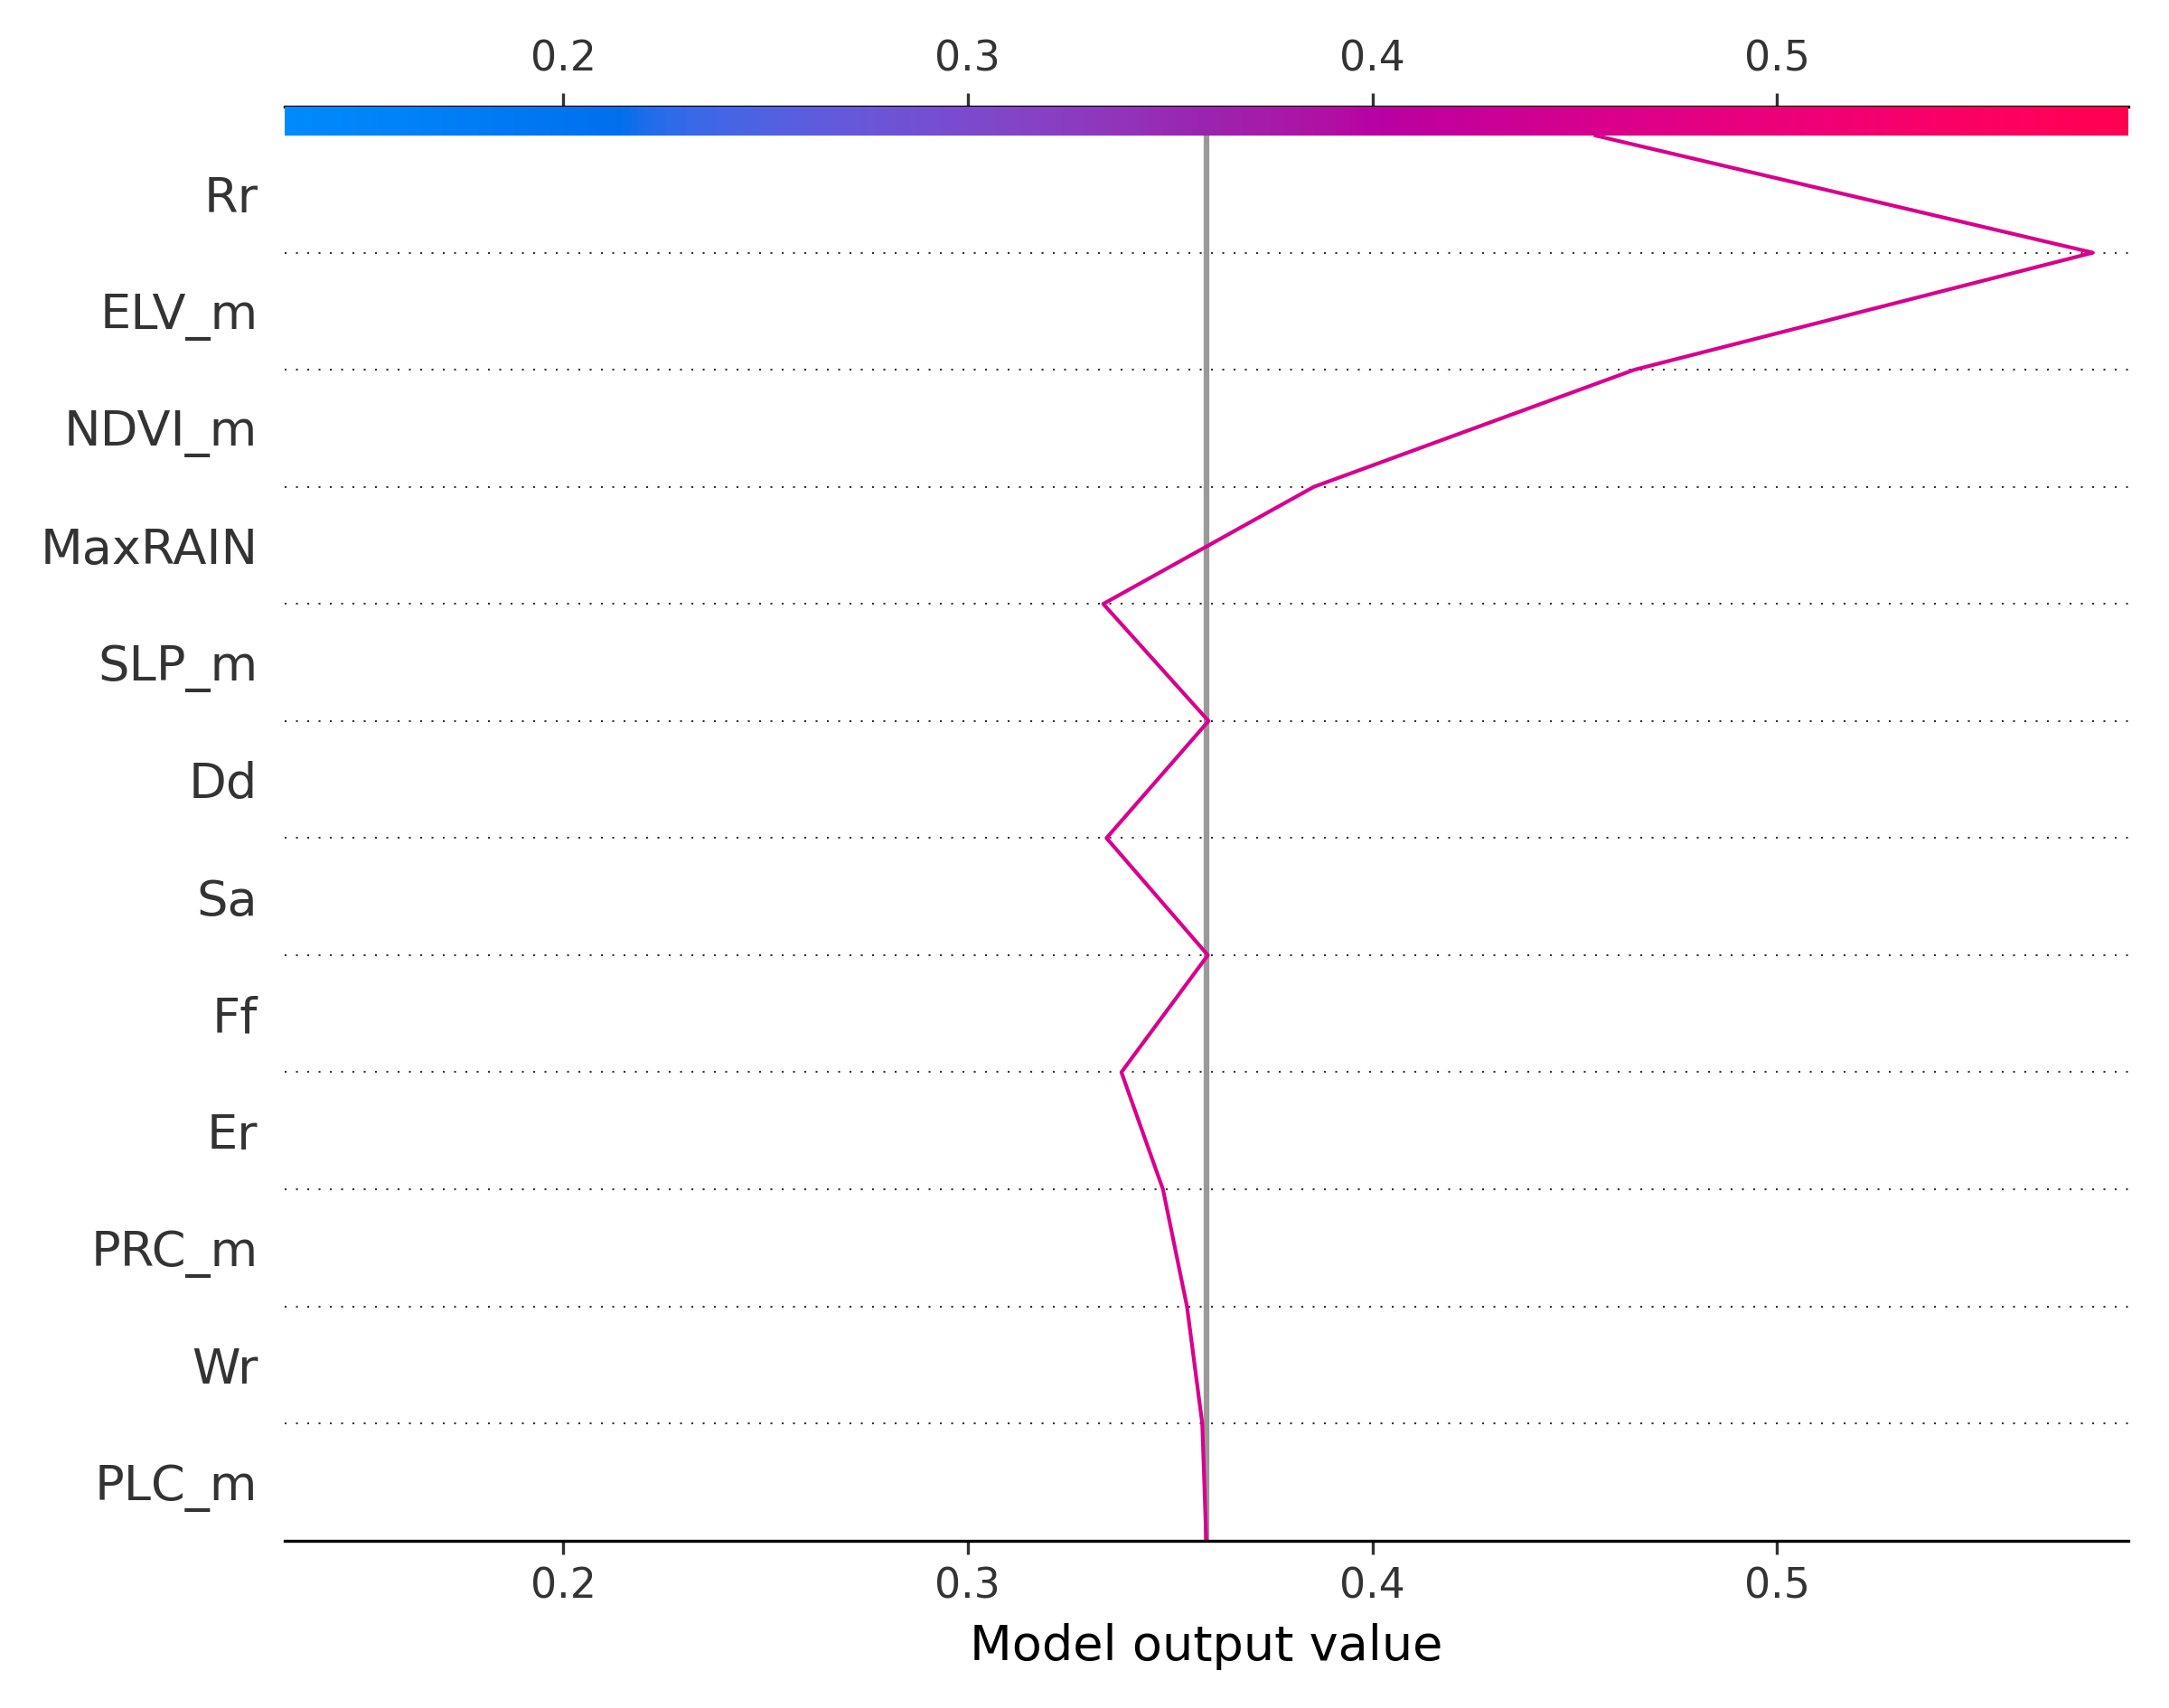 0.2 0.3 0.4 0.5
Rr
ELV_m
NDVI_m
MaxRAIN
SLP_m
Dd
Sa
Ff
Er
PRC_m
Wr
PLC_m
0.2 0.3 0.4 0.5
Model output value